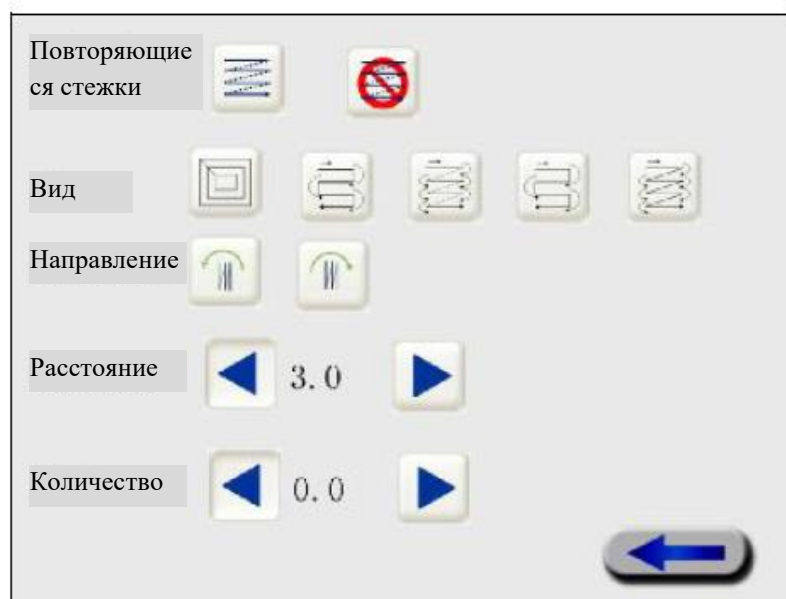 Повторяющие
ся стежки
Вид
Направление
Расстояние
3.0
Количество
0.0